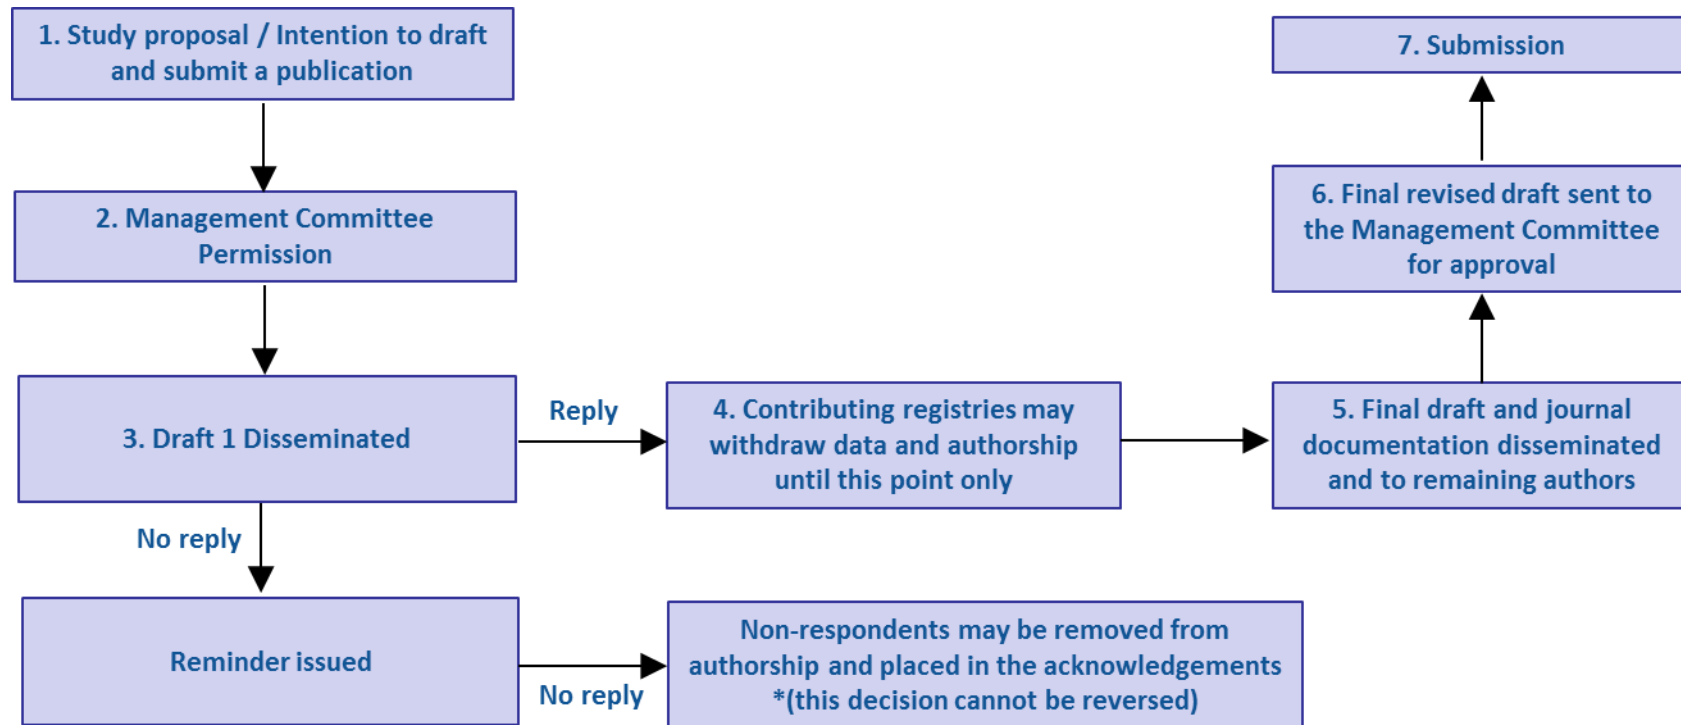 1. Study proposal / Intention to draft
and submit a publication
2. Management Committee
Permission
3. Draft 1 Disseminated
Reply
4. Contributing registries may
withdraw data and authorship
until this point only
5. Final draft and journal
documentation disseminated
and to remaining authors
6. Final revised draft sent to
the Management Committee
for approval
7. Submission
No reply
Reminder issued
No reply
Non-respondents may be removed from
authorship and placed in the acknowledgements
*(this decision cannot be reversed)